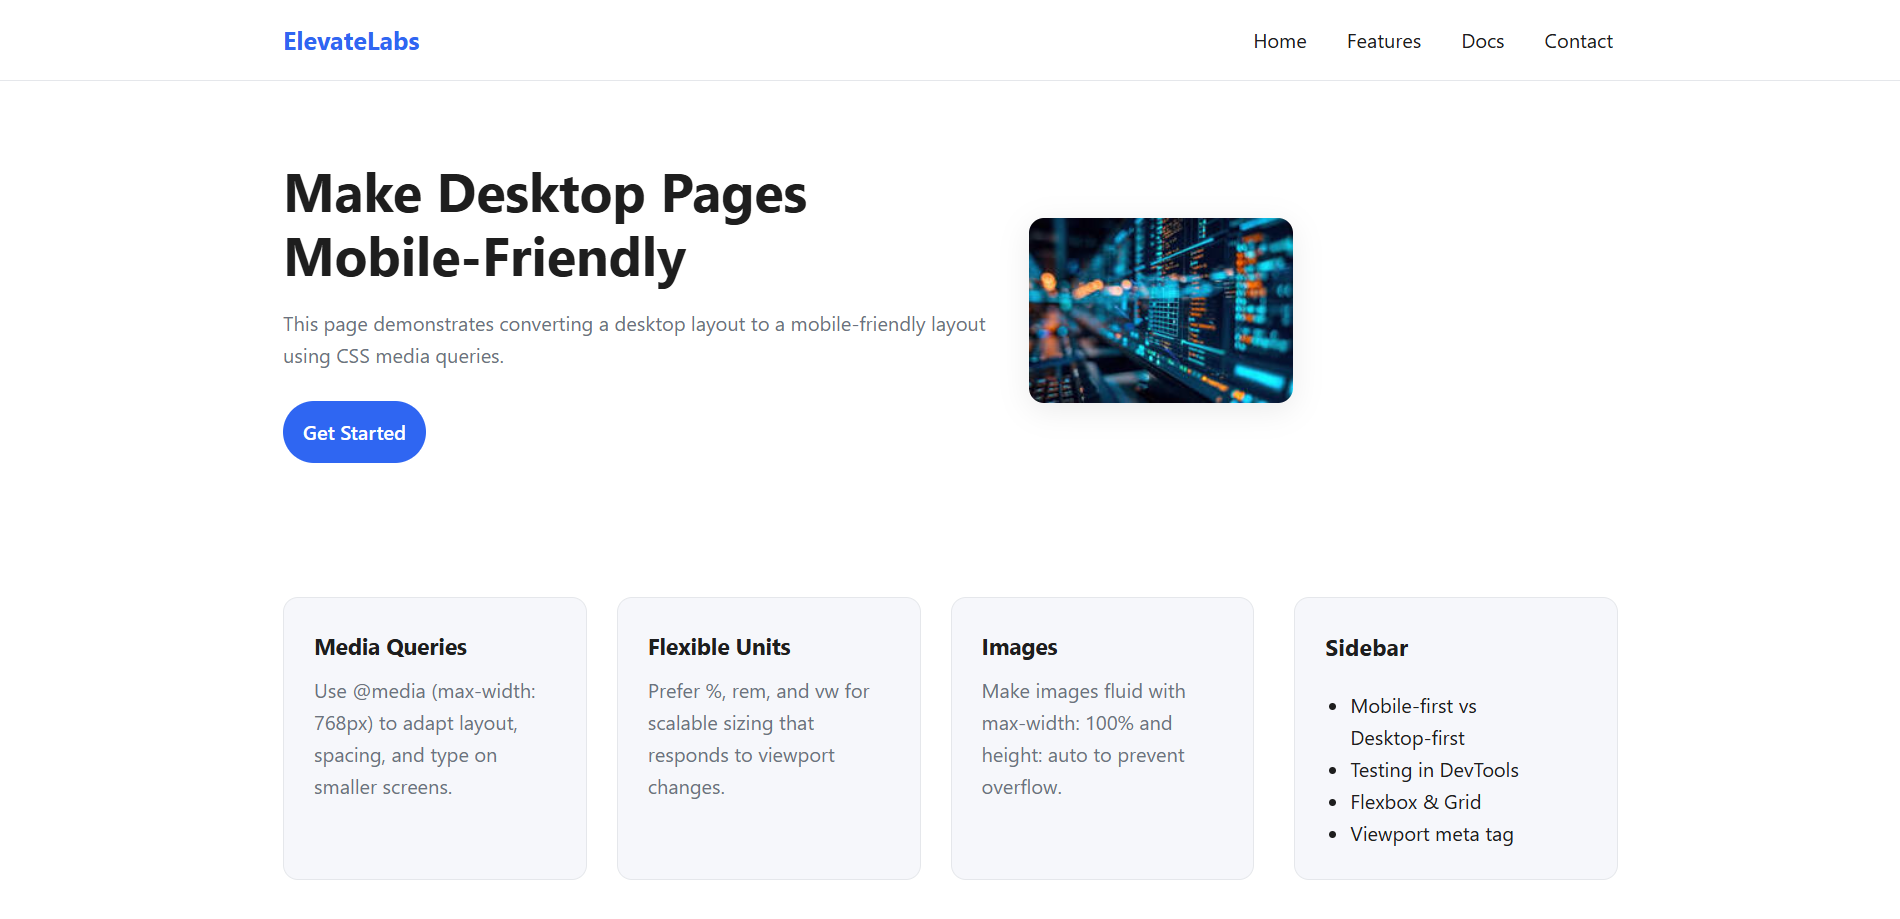 ElevateLabs
Home Features Docs Contact
Make Desktop Pages
Mobile-Friendly
This page demonstrates converting a desktop layout to a mobile-friendly layout
using CSS media queries.
Get Started
Media Queries
Use @media (max-width:
768px) to adapt layout,
spacing, and type on
smaller screens.
Flexible Units
Prefer %, rem, and vw for
scalable sizing that
responds to viewport
changes.
Images
Make images fluid with
max-width: 100% and
height: auto to prevent
overflow.
Sidebar
• Mobile-first vs
Desktop-first
• Testing in DevTools
• Flexbox & Grid
• Viewport meta tag